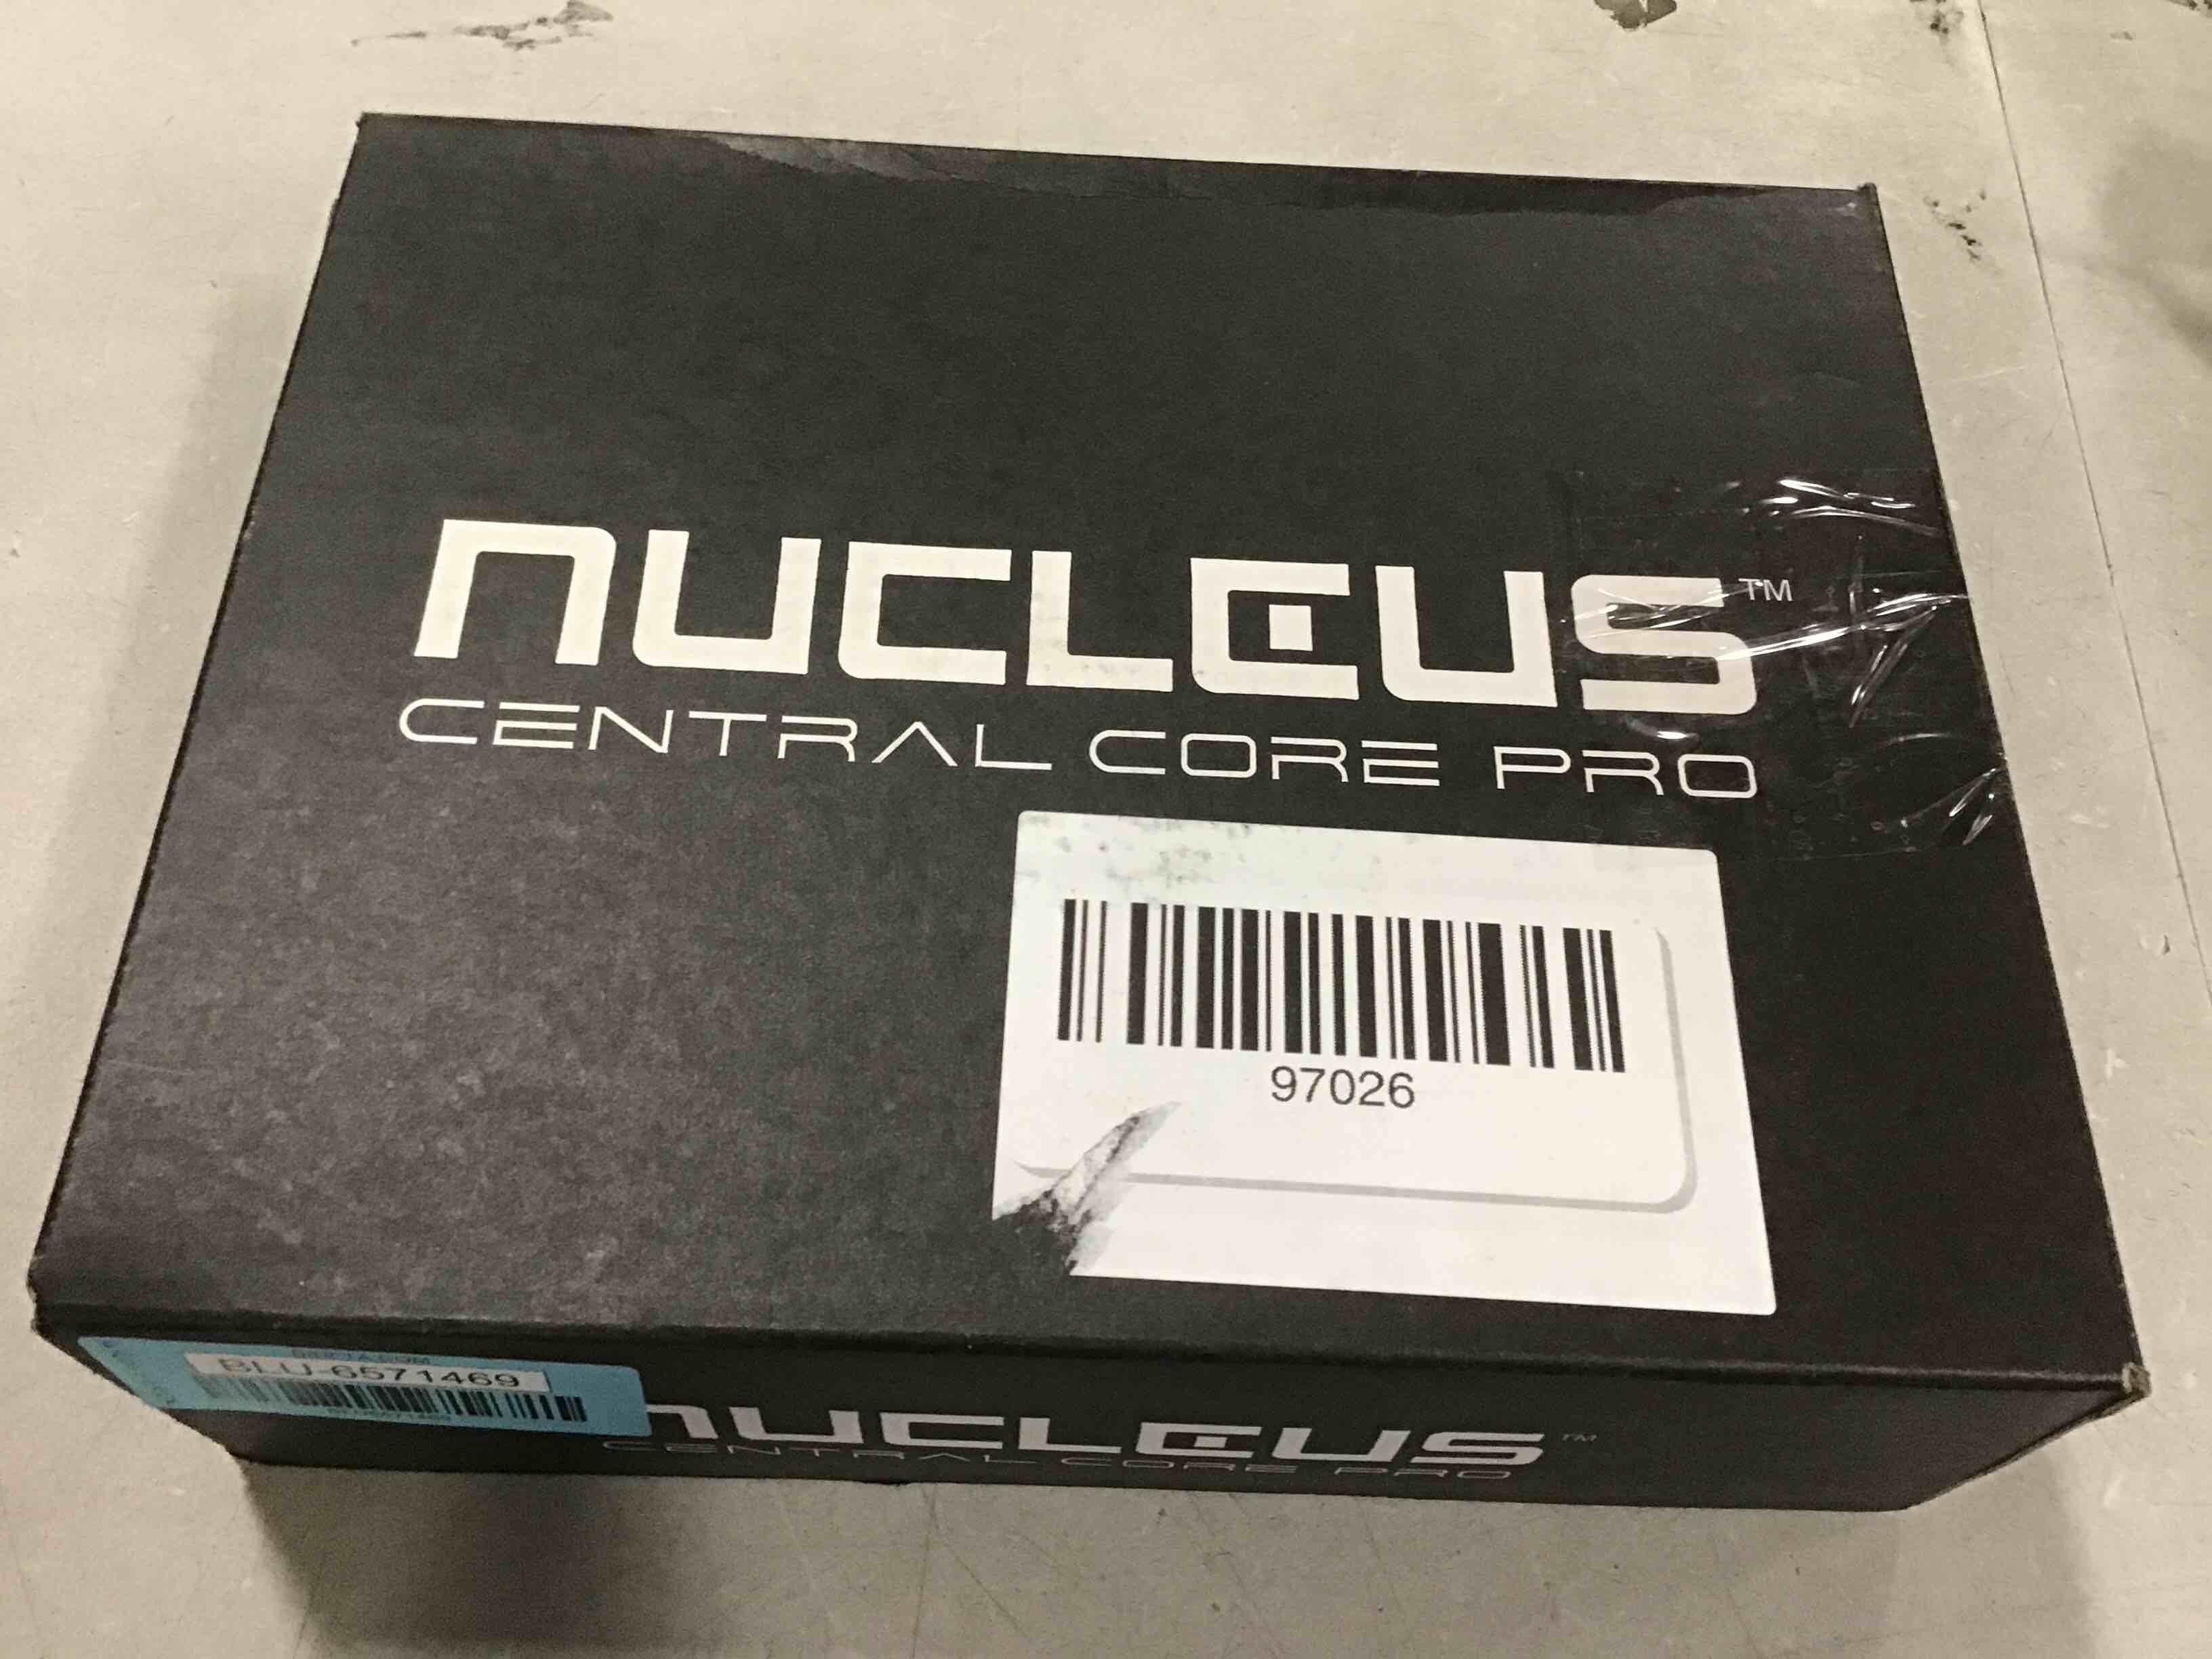 NUCLEUS™
CENTRAL CORE PRO
97026
BLU-6571469
NUCLEUS™
CENTRAL CORE PRO